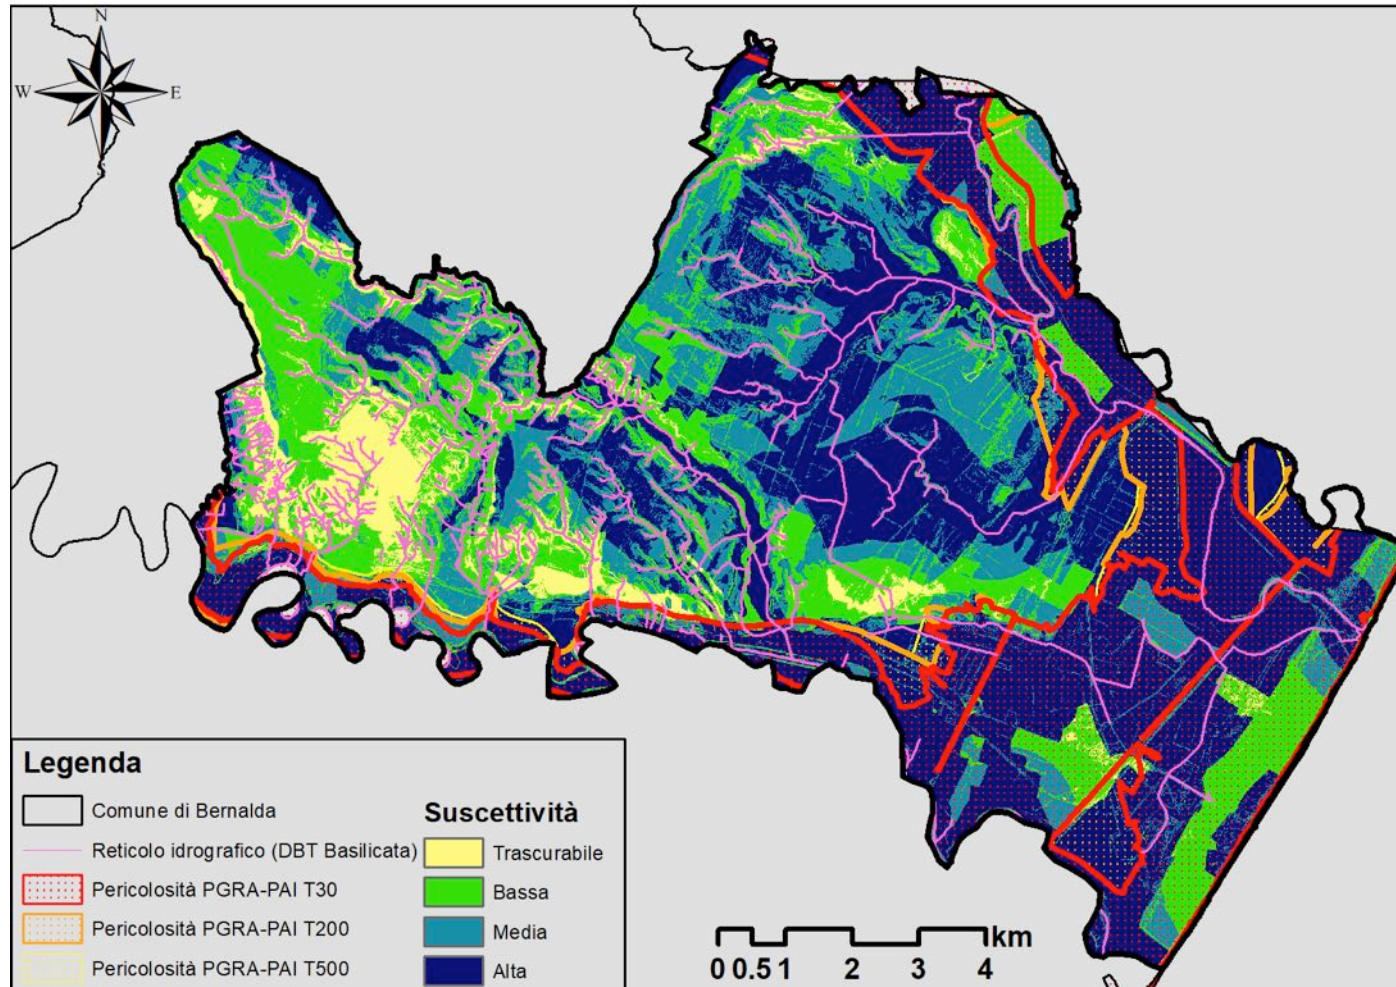 N
W
E
S
Legenda
Comune di Bernalda
Reticolo idrografico (DBT Basilicata)
Pericolosità PGRA-PAI T30
Pericolosità PGRA-PAI T200
Pericolosità PGRA-PAI T500
Suscettività
Trascurabile
Bassa
Media
Alta
km
0 0.5 1 2 3 4